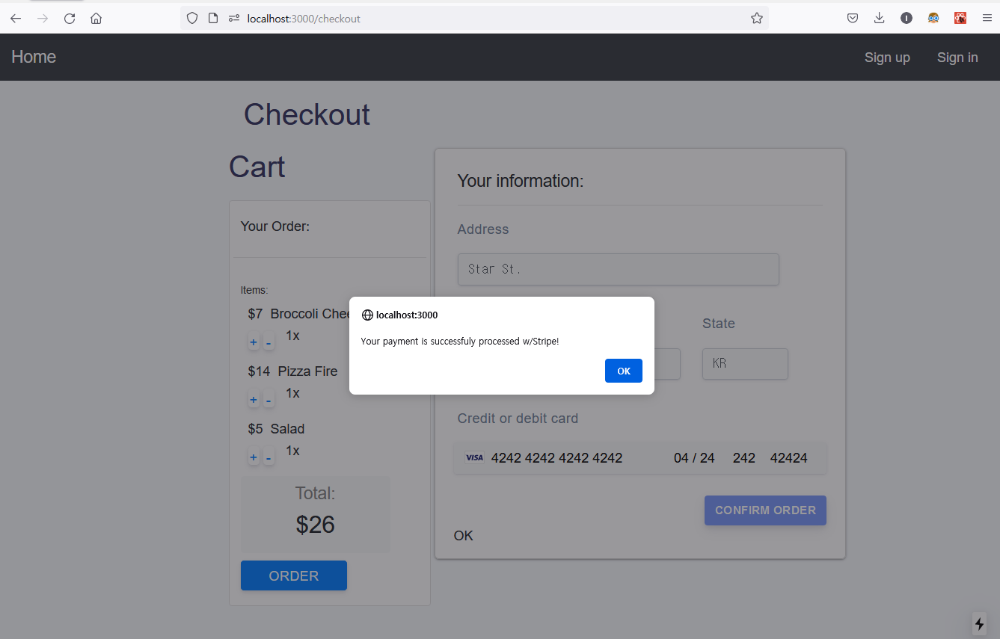 localhost:3000/checkout
Home
Sign up
Sign in
Checkout
Cart
Your Order:
Items:
$7 Broccoli Chee
+ - 1x
$14 Pizza Fire
+ - 1x
$5 Salad
+ - 1x
Total:
$26
ORDER
Your information:
Address
Star St.
State
KR
Credit or debit card
VISA 4242 4242 4242 4242 04 / 24 242 42424
CONFIRM ORDER
OK
localhost:3000
Your payment is successfuly processed w/Stripe!
OK